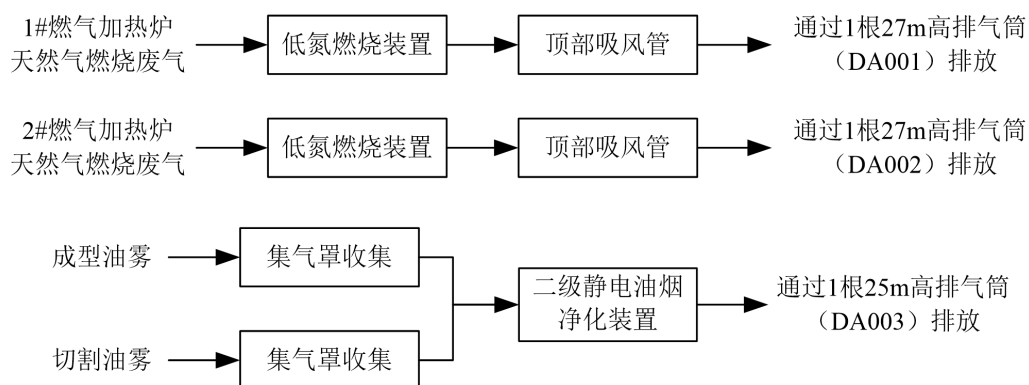 1#燃气加热炉
天然气燃烧废气
低氮燃烧装置
顶部吸风管
通过1根27m高排气筒
（DA001）排放
2#燃气加热炉
天然气燃烧废气
低氮燃烧装置
顶部吸风管
通过1根27m高排气筒
（DA002）排放
成型油雾
集气罩收集
切割油雾
集气罩收集
二级静电油烟
净化装置
通过1根25m高排气筒
（DA003）排放